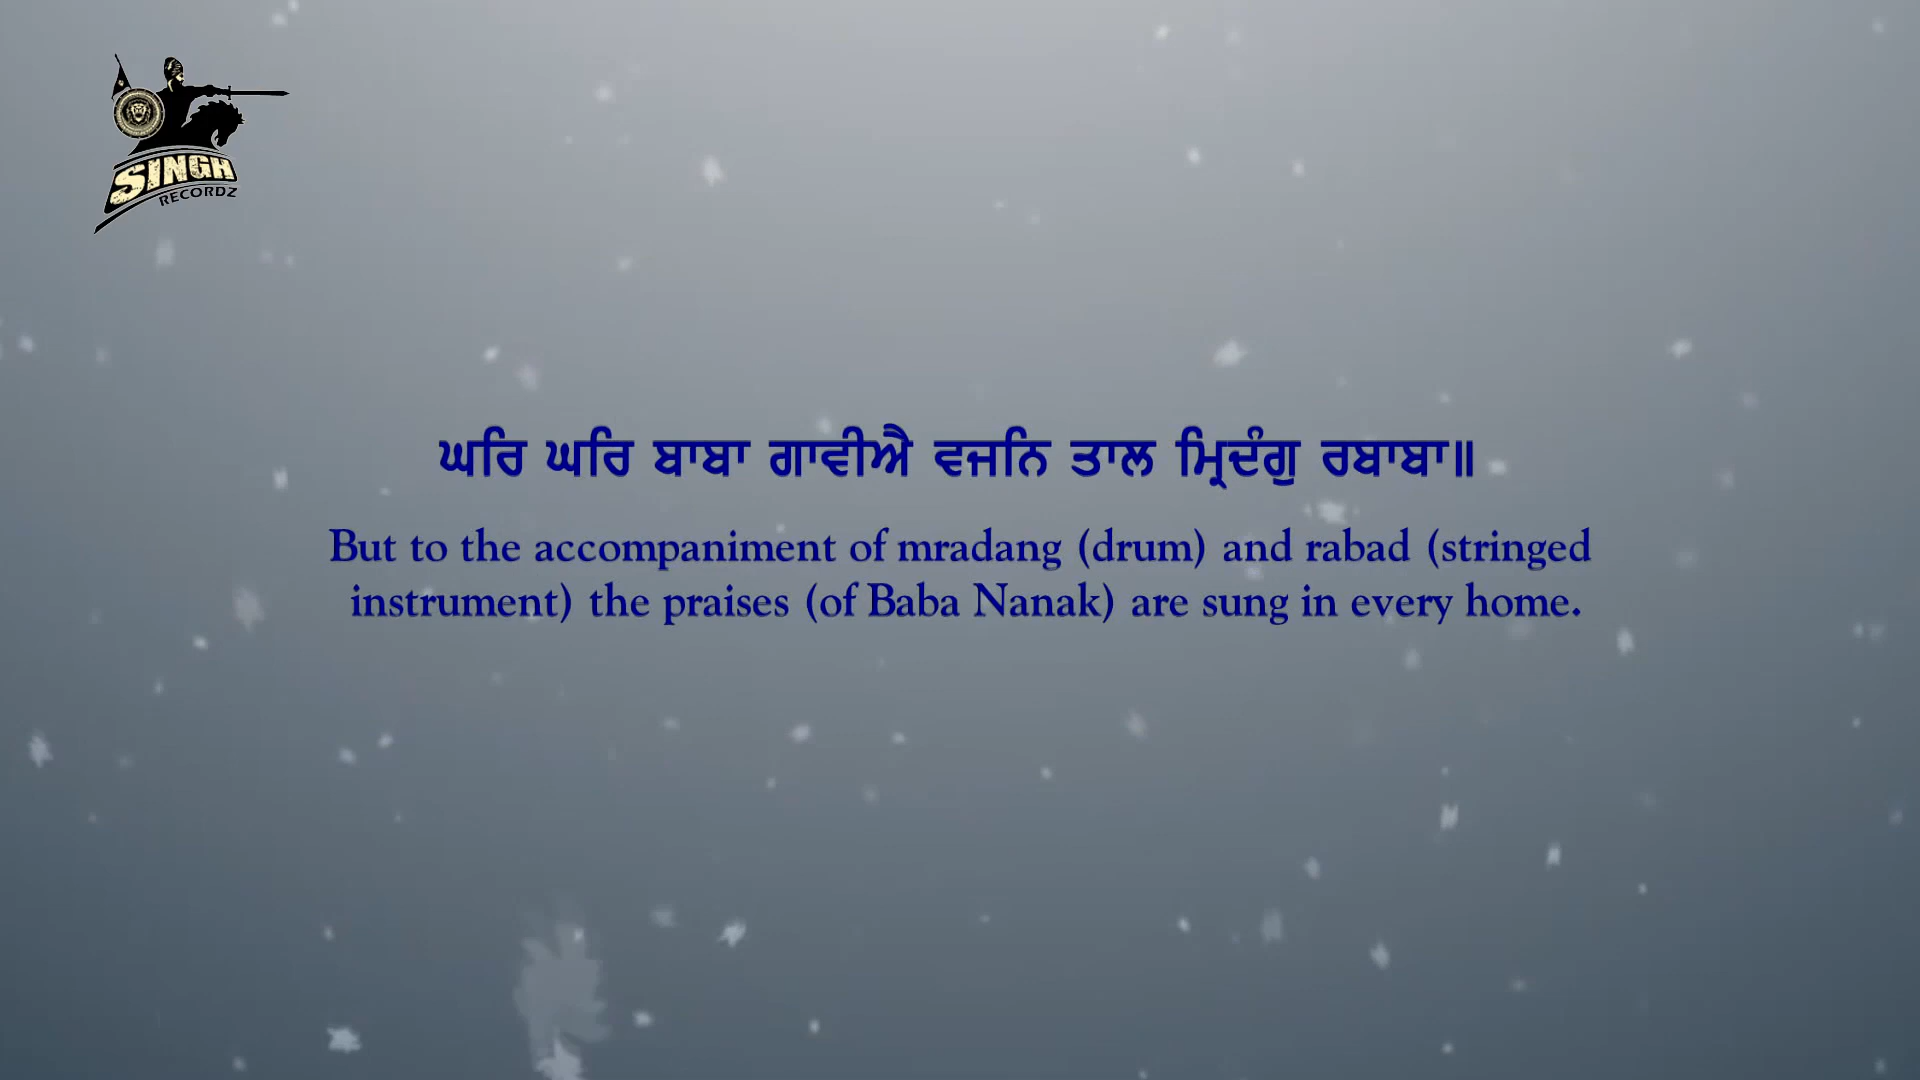 SINGH
RECORDZ
ਘਰਿ ਘਰਿ ਬਾਬਾ ਗਾਵੀਐ ਵਜਨਿ ਤਾਲ ਮ੍ਰਿਦੰਗੁ ਰਬਾਬਾ॥
But to the accompaniment of mradang (drum) and rabad (stringed
instrument) the praises (of Baba Nanak) are sung in every home.